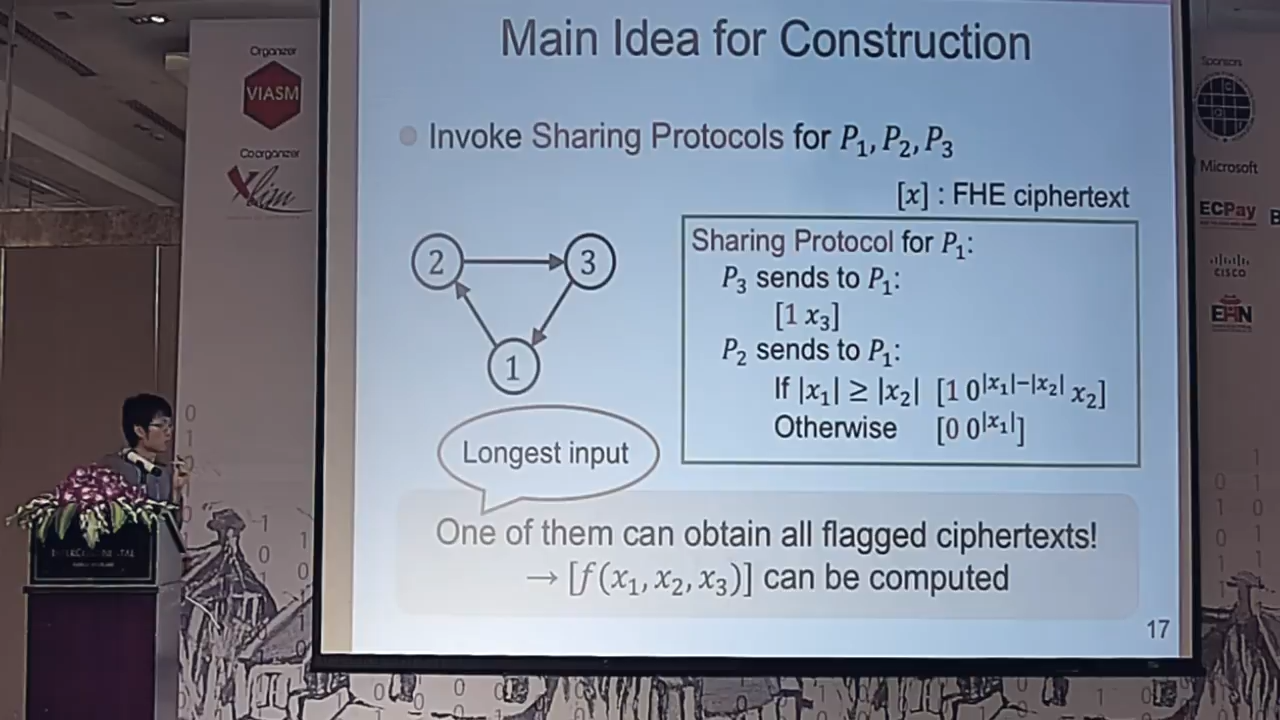 Main Idea for Construction
Organizer
VIASM
Coorganizer
Xlim
Invoke Sharing Protocols for P₁, P₂, P₃
[x] : FHE ciphertext
2
3
1
Sharing Protocol for P₁:
P₃ sends to P₁:
[1 x₃]
P₂ sends to P₁:
If |x₁| ≥ |x₂| [1 0^{|x₁|−|x₂|} x₂]
Otherwise [0 0^{|x₁|}]
Longest input
One of them can obtain all flagged ciphertexts!
→ [f(x₁, x₂, x₃)] can be computed
17
Sponsors
Microsoft
ECPay
CISCO